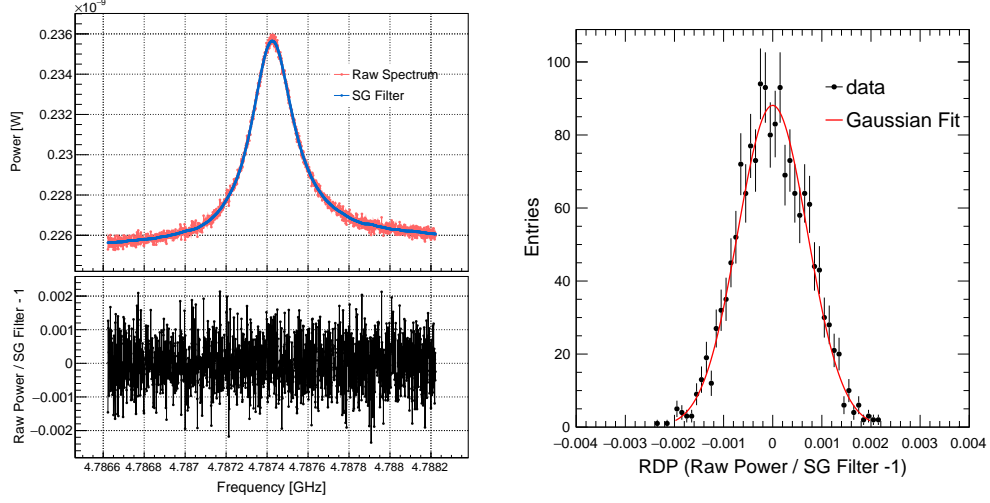 ×10⁻⁹
0.236
0.234
0.232
0.23
0.228
0.226
Power [W]
Raw Spectrum
SG Filter
0.002
0.001
0
−0.001
−0.002
Raw Power / SG Filter - 1
4.7866 4.7868 4.787 4.7872 4.7874 4.7876 4.7878 4.788 4.7882
Frequency [GHz]
100
80
60
40
20
0
Entries
data
Gaussian Fit
−0.004 −0.003 −0.002 −0.001 0 0.001 0.002 0.003 0.004
RDP (Raw Power / SG Filter -1)